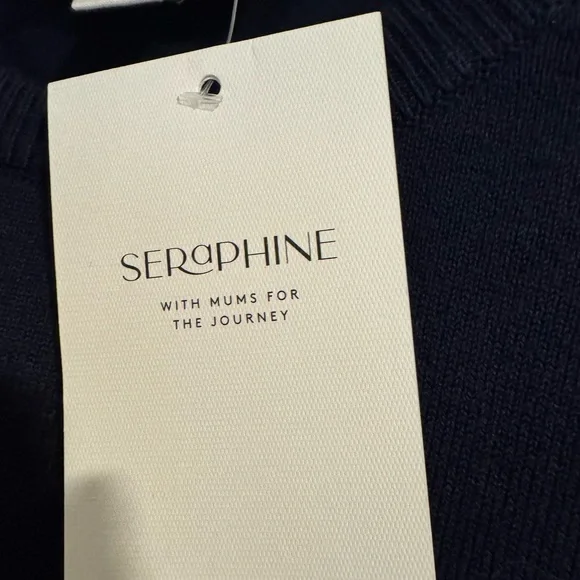 SERaPHINE
WITH MUMS FOR
THE JOURNEY